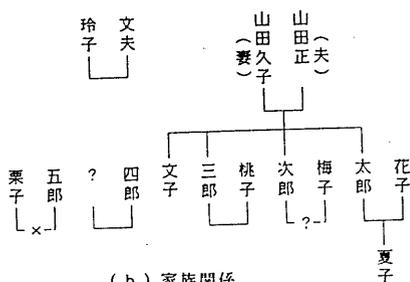 玲子
文夫
(妻)
山田久子
山田正
(夫)
栗子
五郎
?
四郎
文子
三郎
桃子
次郎
梅子
太郎
花子
×
?
夏子
(b) 家族関係